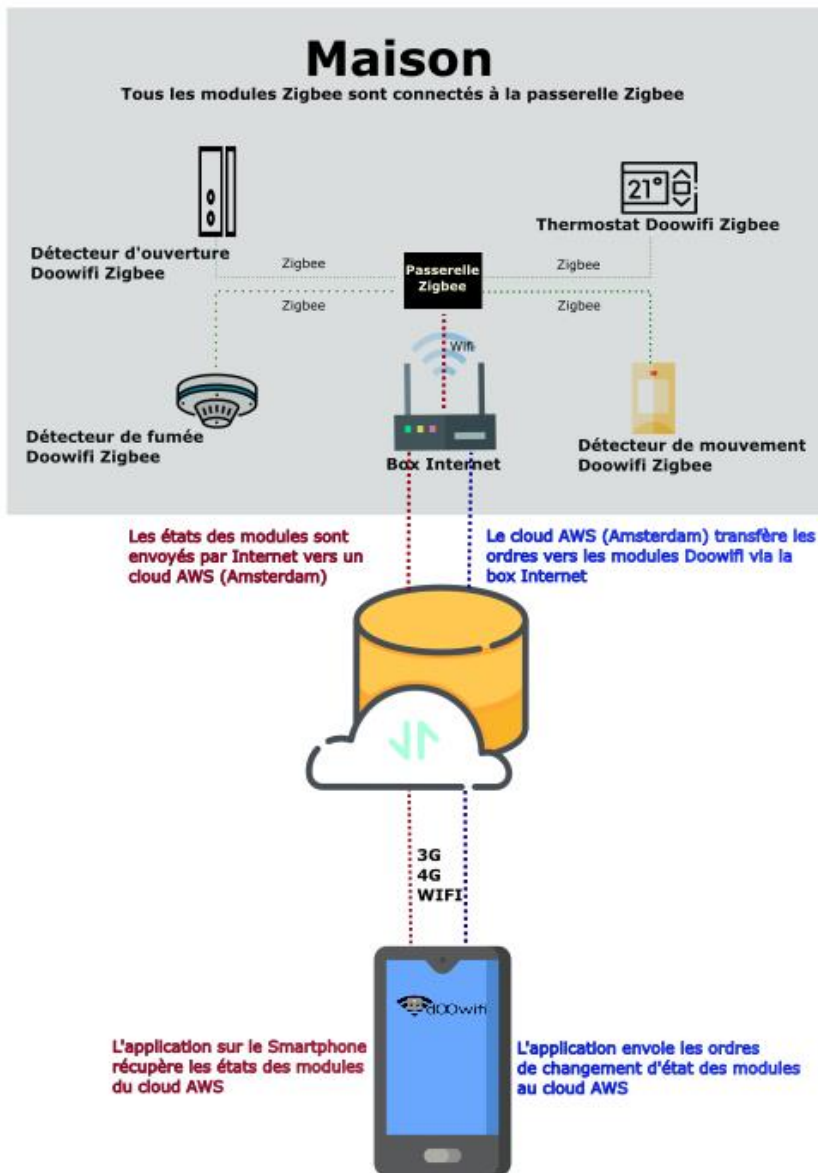 Maison
Tous les modules Zigbee sont connectés à la passerelle Zigbee
21°
Thermostat Doowifi Zigbee
Détecteur d'ouverture
Doowifi Zigbee
Zigbee
Passerelle
Zigbee
Zigbee
Zigbee
Zigbee
Wifi
Détecteur de fumée
Doowifi Zigbee
Box Internet
Détecteur de mouvement
Doowifi Zigbee
Les états des modules sont
envoyés par Internet vers un
cloud AWS (Amsterdam)
Le cloud AWS (Amsterdam) transfère les
ordres vers les modules Doowifi via la
box Internet
3G
4G
WIFI
dOOwifi
L'application sur le Smartphone
récupère les états des modules
du cloud AWS
L'application envoie les ordres
de changement d'état des modules
au cloud AWS